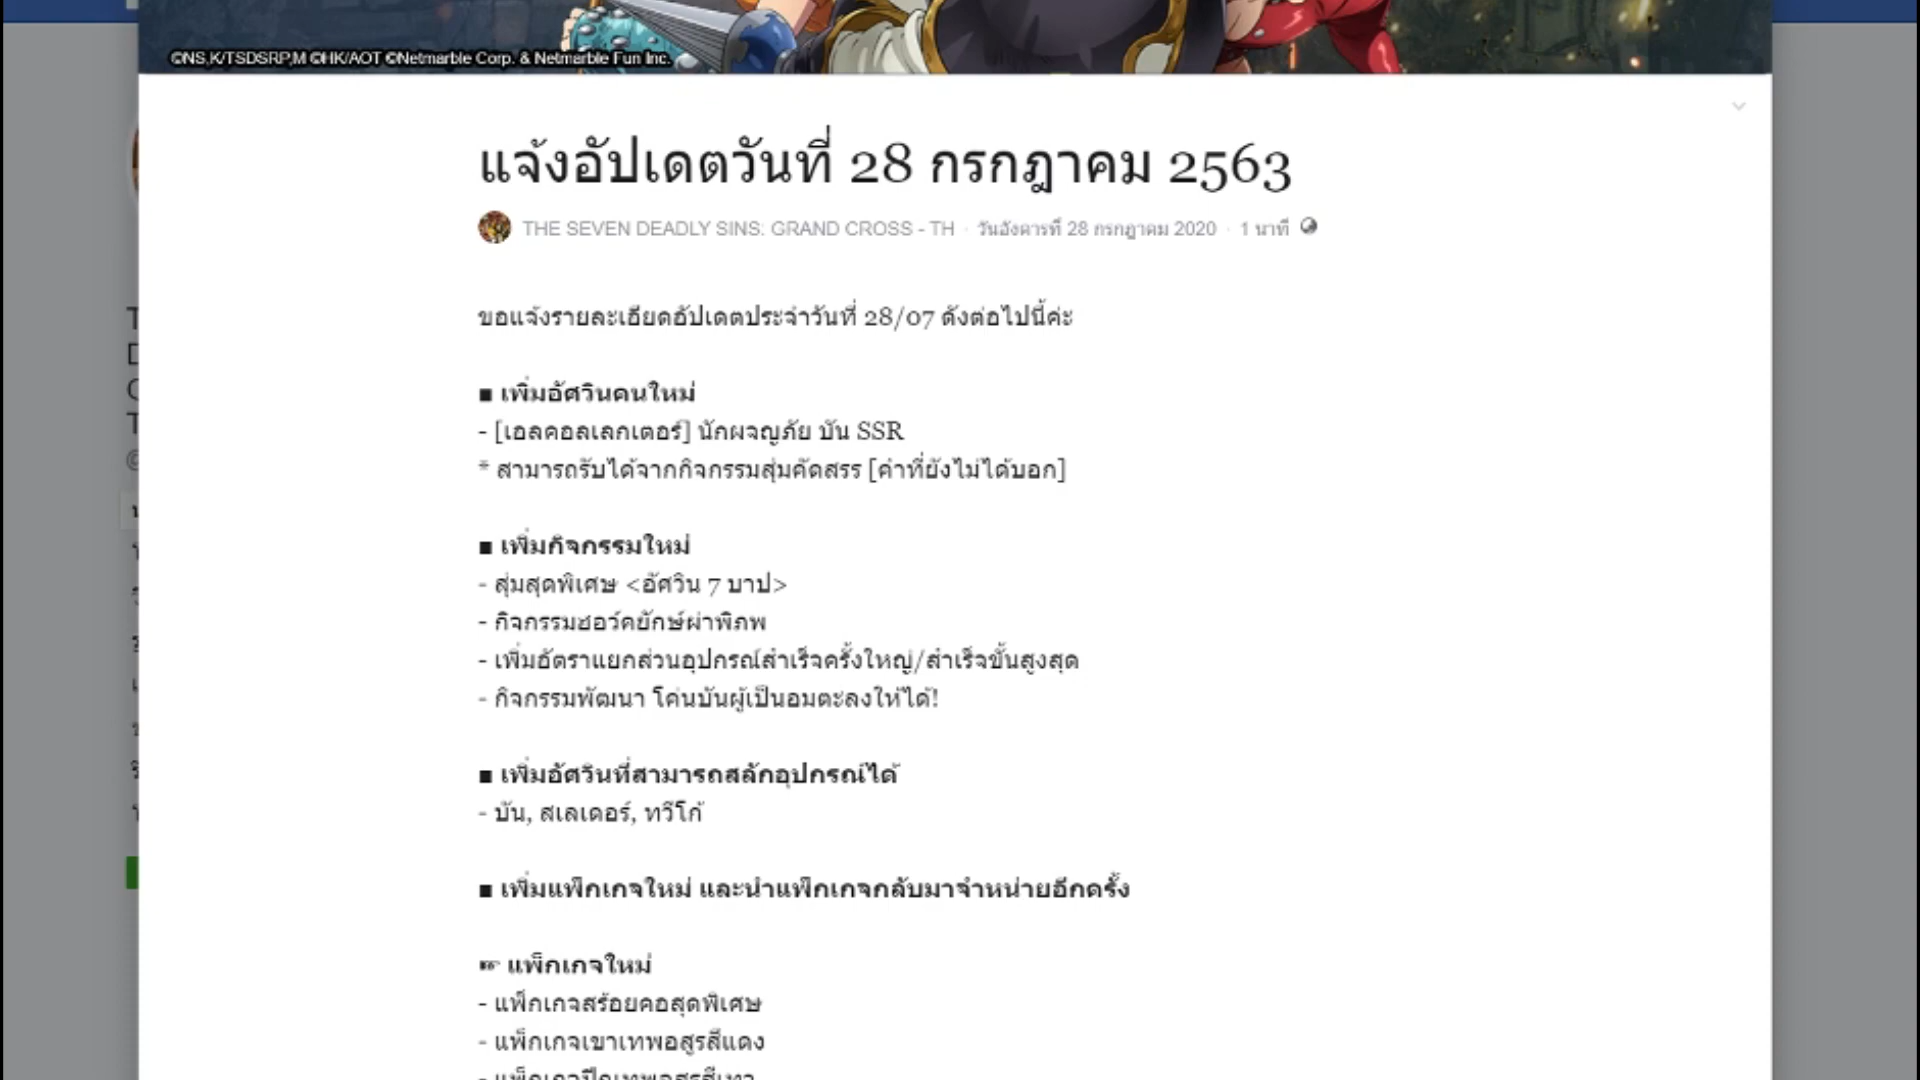 ©NS,K/TSDSRP,M ©HK/AOT ©Netmarble Corp. & Netmarble Fun Inc.
แจ้งอัปเดตวันที่ 28 กรกฎาคม 2563
THE SEVEN DEADLY SINS: GRAND CROSS - TH · วันอังคารที่ 28 กรกฎาคม 2020 · 1 นาที
ขอแจ้งรายละเอียดอัปเดตประจำวันที่ 28/07 ดังต่อไปนี้ค่ะ
■ เพิ่มอัศวินคนใหม่
- [เอลคอลเลกเตอร์] นักผจญภัย บัน SSR
* สามารถรับได้จากกิจกรรมสุ่มคัดสรร [คำที่ยังไม่ได้บอก]
■ เพิ่มกิจกรรมใหม่
- สุ่มสุดพิเศษ <อัศวิน 7 บาป>
- กิจกรรมฮอว์คยักษ์ผ่าพิภพ
- เพิ่มอัตราแยกส่วนอุปกรณ์สำเร็จครั้งใหญ่/สำเร็จขั้นสูงสุด
- กิจกรรมพัฒนา โค่นบันผู้เป็นอมตะลงให้ได้!
■ เพิ่มอัศวินที่สามารถสลักอุปกรณ์ได้
- บัน, สเลเดอร์, ทวีโก้
■ เพิ่มแพ็กเกจใหม่ และนำแพ็กเกจกลับมาจำหน่ายอีกครั้ง
☞ แพ็กเกจใหม่
- แพ็กเกจสร้อยคอสุดพิเศษ
- แพ็กเกจเขาเทพอสูรสีแดง
- แพ็กเกจปีกเทพอสูรสีเทา